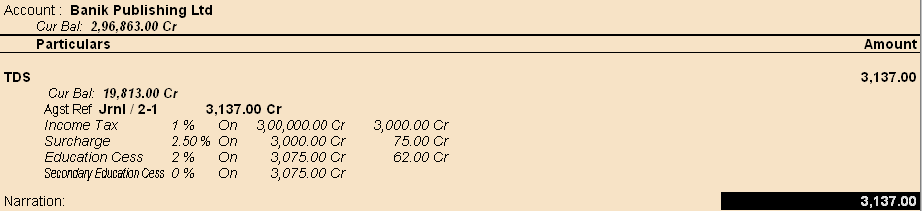 Account : Banik Publishing Ltd
Cur Bal: 2,96,863.00 Cr
Particulars Amount
TDS 3,137.00
Cur Bal: 19,813.00 Cr
Agst Ref Jrnl / 2-1 3,137.00 Cr
Income Tax 1 % On 3,00,000.00 Cr 3,000.00 Cr
Surcharge 2.50 % On 3,000.00 Cr 75.00 Cr
Education Cess 2 % On 3,075.00 Cr 62.00 Cr
Secondary Education Cess 0 % On 3,075.00 Cr
Narration: 3,137.00